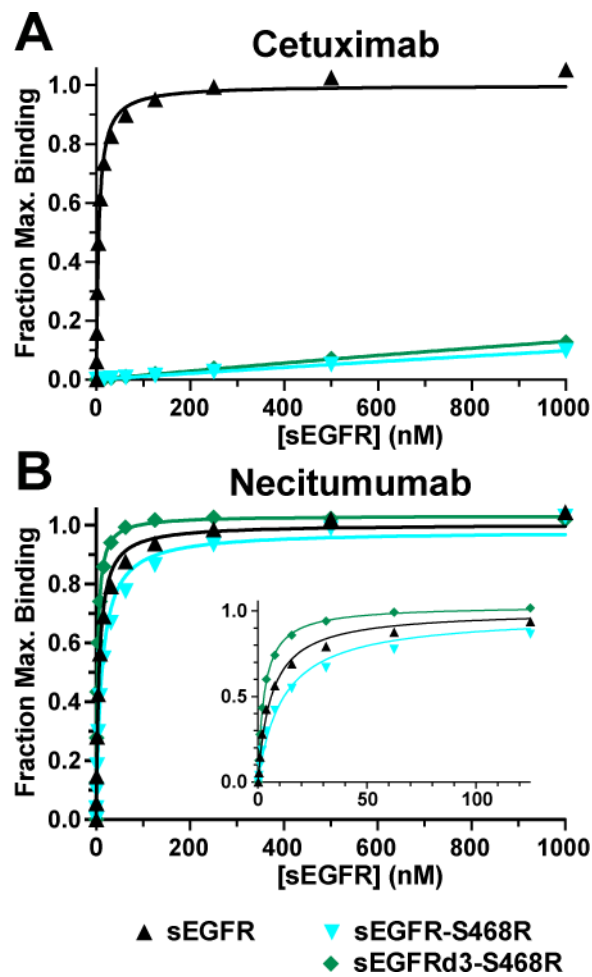 A
Cetuximab
Fraction Max. Binding
1.0
0.8
0.6
0.4
0.2
0.0
0 200 400 600 800 1000
[sEGFR] (nM)
B
Necitumumab
Fraction Max. Binding
1.0
0.8
0.6
0.4
0.2
0.0
1.0
0.5
0.0
0 50 100
0 200 400 600 800 1000
[sEGFR] (nM)
▲ sEGFR ▼ sEGFR-S468R
◆ sEGFRd3-S468R